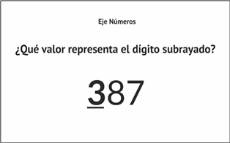 Eje Números
¿Qué valor representa el dígito subrayado?
387